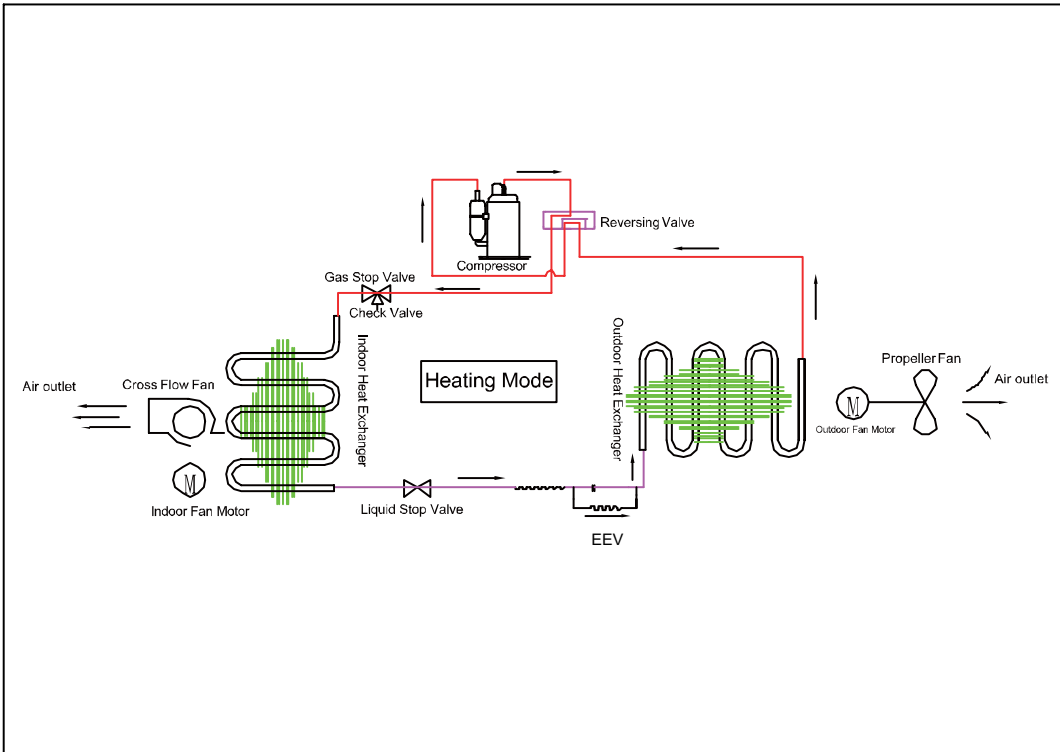 Reversing Valve
Compressor
Gas Stop Valve
Check Valve
Indoor Heat Exchanger
Outdoor Heat Exchanger
Heating Mode
Propeller Fan
Air outlet
Cross Flow Fan
Air outlet
M
Outdoor Fan Motor
M
Indoor Fan Motor
Liquid Stop Valve
EEV